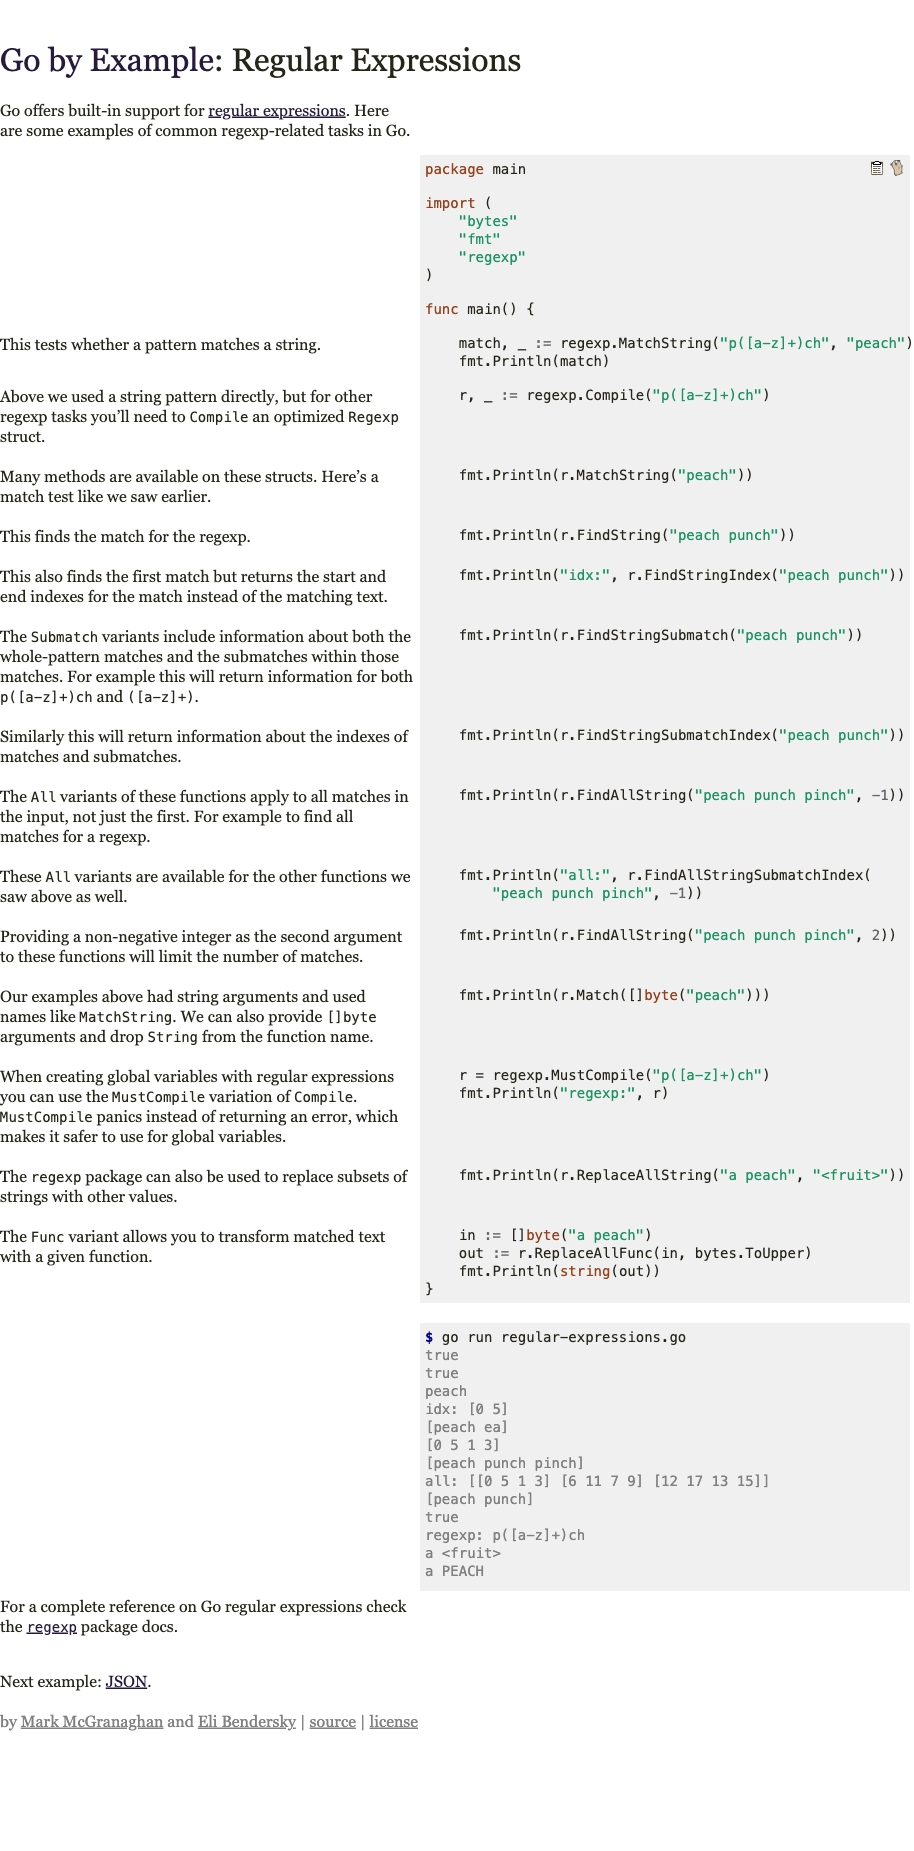 Go by Example: Regular Expressions
Go offers built-in support for regular expressions. Here
are some examples of common regexp-related tasks in Go.
package main
import (
    "bytes"
    "fmt"
    "regexp"
)
func main() {
This tests whether a pattern matches a string.
    match, _ := regexp.MatchString("p([a-z]+)ch", "peach")
    fmt.Println(match)
Above we used a string pattern directly, but for other
regexp tasks you’ll need to Compile an optimized Regexp
struct.
    r, _ := regexp.Compile("p([a-z]+)ch")
Many methods are available on these structs. Here’s a
match test like we saw earlier.
    fmt.Println(r.MatchString("peach"))
This finds the match for the regexp.
    fmt.Println(r.FindString("peach punch"))
This also finds the first match but returns the start and
end indexes for the match instead of the matching text.
    fmt.Println("idx:", r.FindStringIndex("peach punch"))
The Submatch variants include information about both the
whole-pattern matches and the submatches within those
matches. For example this will return information for both
p([a-z]+)ch and ([a-z]+).
    fmt.Println(r.FindStringSubmatch("peach punch"))
Similarly this will return information about the indexes of
matches and submatches.
    fmt.Println(r.FindStringSubmatchIndex("peach punch"))
The All variants of these functions apply to all matches in
the input, not just the first. For example to find all
matches for a regexp.
    fmt.Println(r.FindAllString("peach punch pinch", -1))
These All variants are available for the other functions we
saw above as well.
    fmt.Println("all:", r.FindAllStringSubmatchIndex(
        "peach punch pinch", -1))
Providing a non-negative integer as the second argument
to these functions will limit the number of matches.
    fmt.Println(r.FindAllString("peach punch pinch", 2))
Our examples above had string arguments and used
names like MatchString. We can also provide []byte
arguments and drop String from the function name.
    fmt.Println(r.Match([]byte("peach")))
When creating global variables with regular expressions
you can use the MustCompile variation of Compile.
MustCompile panics instead of returning an error, which
makes it safer to use for global variables.
    r = regexp.MustCompile("p([a-z]+)ch")
    fmt.Println("regexp:", r)
The regexp package can also be used to replace subsets of
strings with other values.
    fmt.Println(r.ReplaceAllString("a peach", "<fruit>"))
The Func variant allows you to transform matched text
with a given function.
    in := []byte("a peach")
    out := r.ReplaceAllFunc(in, bytes.ToUpper)
    fmt.Println(string(out))
}
$ go run regular-expressions.go
true
true
peach
idx: [0 5]
[peach ea]
[0 5 1 3]
[peach punch pinch]
all: [[0 5 1 3] [6 11 7 9] [12 17 13 15]]
[peach punch]
true
regexp: p([a-z]+)ch
a <fruit>
a PEACH
For a complete reference on Go regular expressions check
the regexp package docs.
Next example: JSON.
by Mark McGranaghan and Eli Bendersky | source | license